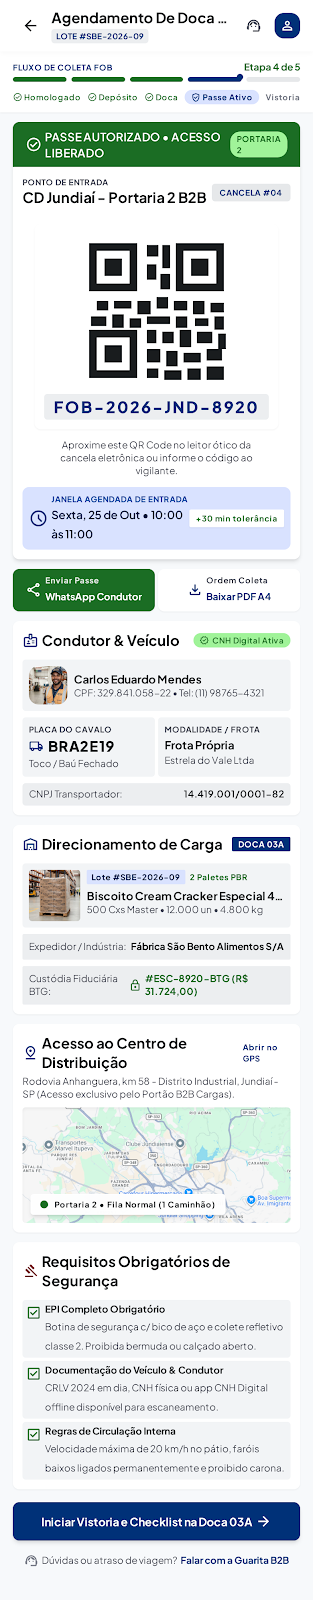 Agendamento De Doca ...
LOTE #SBE-2026-09
FLUXO DE COLETA FOB
Etapa 4 de 5
Homologado
Depósito
Doca
Passe Ativo
Vistoria
PASSE AUTORIZADO • ACESSO
LIBERADO
PORTARIA
2
PONTO DE ENTRADA
CD Jundiaí - Portaria 2 B2B
CANCELA #04
FOB-2026-JND-8920
Aproxime este QR Code no leitor ótico da
cancela eletrônica ou informe o código ao
vigilante.
JANELA AGENDADA DE ENTRADA
Sexta, 25 de Out • 10:00
às 11:00
+30 min tolerância
Enviar Passe
WhatsApp Condutor
Ordem Coleta
Baixar PDF A4
Condutor & Veículo
CNH Digital Ativa
Carlos Eduardo Mendes
CPF: 329.841.058-22 • Tel: (11) 98765-4321
PLACA DO CAVALO
BRA2E19
Toco / Baú Fechado
MODALIDADE / FROTA
Frota Própria
Estrela do Vale Ltda
CNPJ Transportador:
14.419.001/0001-82
Direcionamento de Carga
DOCA 03A
Lote #SBE-2026-09
2 Paletes PBR
Biscoito Cream Cracker Especial 4...
500 Cxs Master • 12.000 un • 4.800 kg
Expedidor / Indústria:
Fábrica São Bento Alimentos S/A
Custódia Fiduciária
BTG:
#ESC-8920-BTG (R$
31.724,00)
Acesso ao Centro de
Distribuição
Abrir no
GPS
Rodovia Anhanguera, km 58 - Distrito Industrial, Jundiaí -
SP (Acesso exclusivo pelo Portão B2B Cargas).
Transportes
Marvel Itupeva
Clube Jundiaiense
BOM JARDIM
FAZENDA
GRANDE
Boa Superme
Av. Imigrante
Portaria 2 • Fila Normal (1 Caminhão)
Requisitos Obrigatórios de
Segurança
EPI Completo Obrigatório
Botina de segurança c/ bico de aço e colete refletivo
classe 2. Proibida bermuda ou calçado aberto.
Documentação do Veículo & Condutor
CRLV 2024 em dia, CNH física ou app CNH Digital
offline disponível para escaneamento.
Regras de Circulação Interna
Velocidade máxima de 20 km/h no pátio, faróis
baixos ligados permanentemente e proibido carona.
Iniciar Vistoria e Checklist na Doca 03A
Dúvidas ou atraso de viagem? Falar com a Guarita B2B